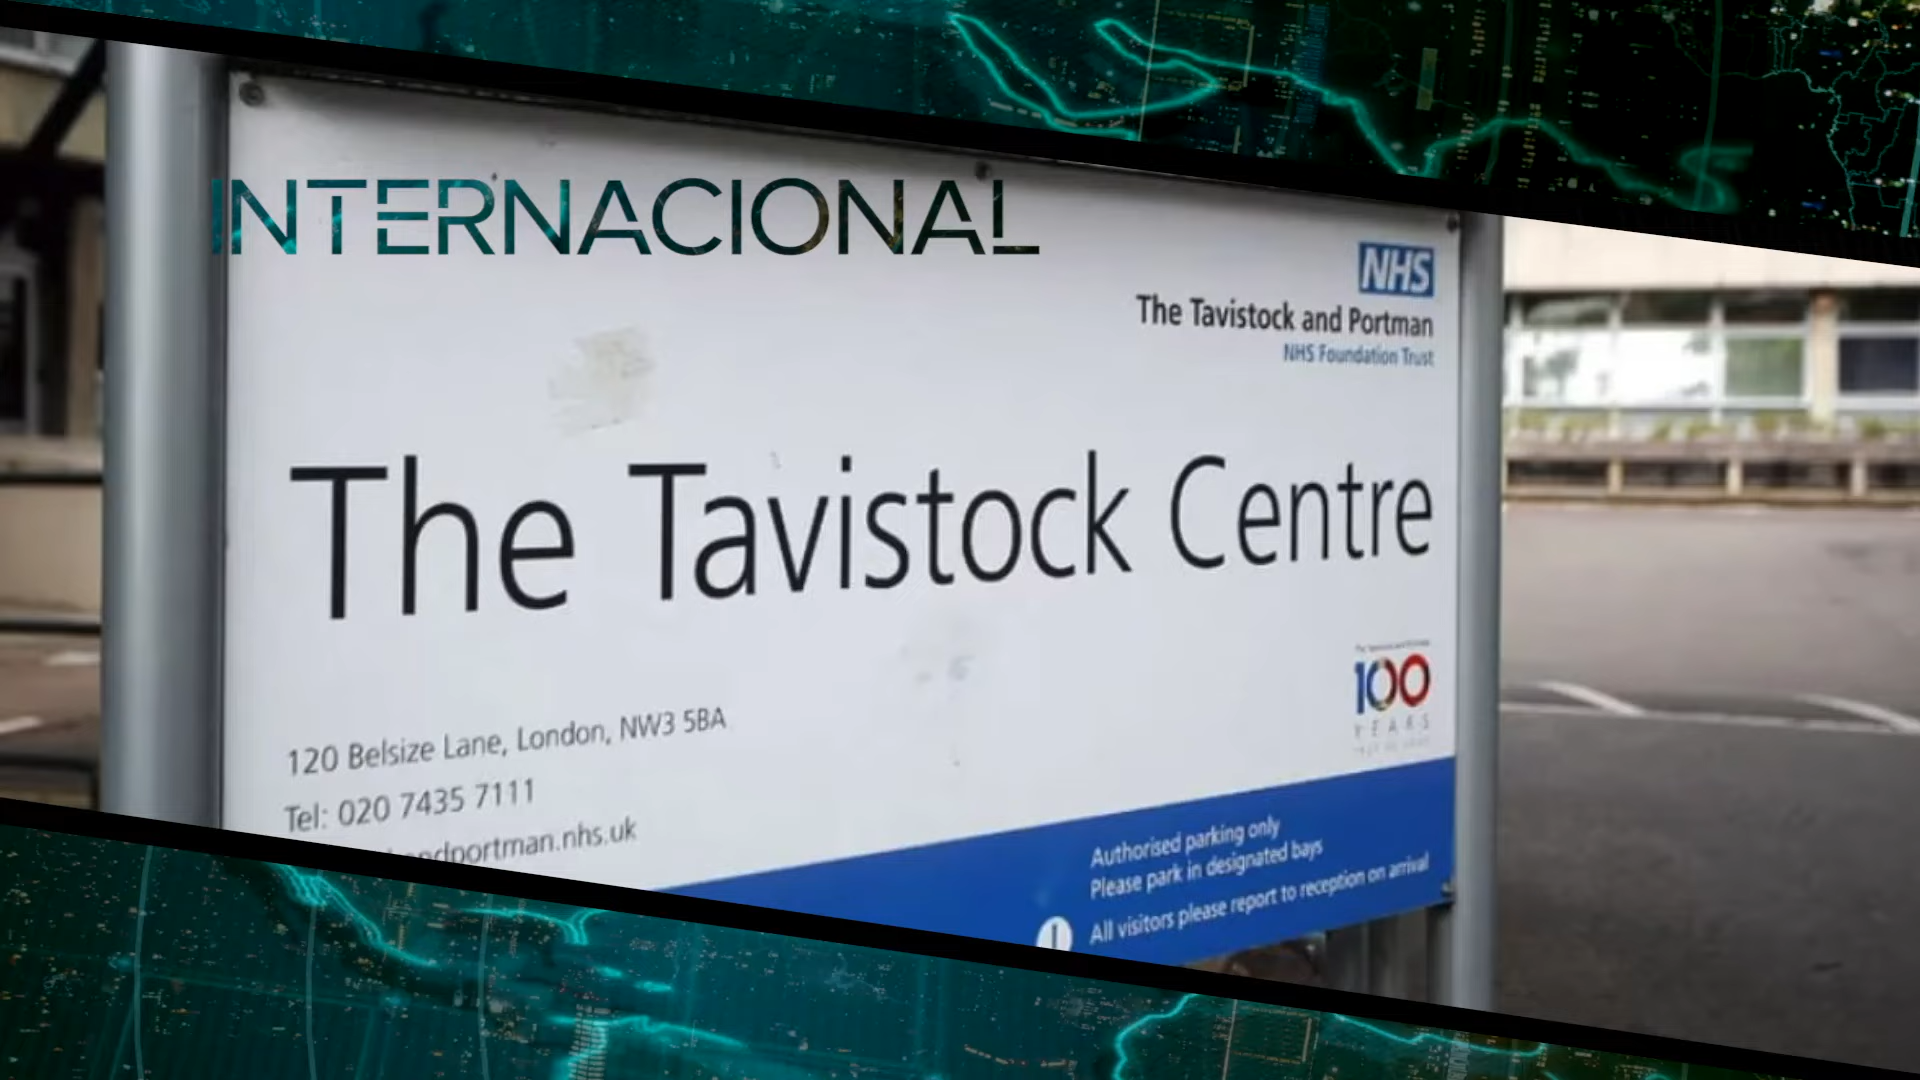 INTERNACIONAL
NHS
The Tavistock and Portman
NHS Foundation Trust
The Tavistock Centre
100
YEARS
120 Belsize Lane, London, NW3 5BA
Tel: 020 7435 7111
andportman.nhs.uk
Authorised parking only
Please park in designated bays
All visitors please report to reception on arrival